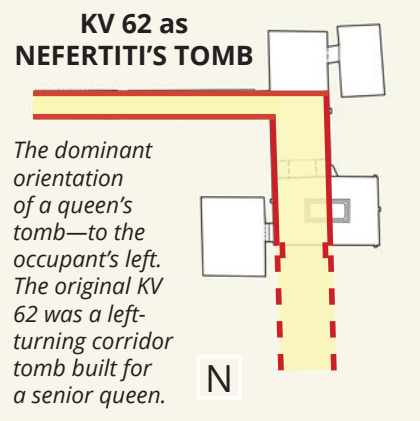 KV 62 as
NEFERTITI’S TOMB
The dominant
orientation
of a queen’s
tomb—to the
occupant’s left.
The original KV
62 was a left-
turning corridor
tomb built for
a senior queen.
N